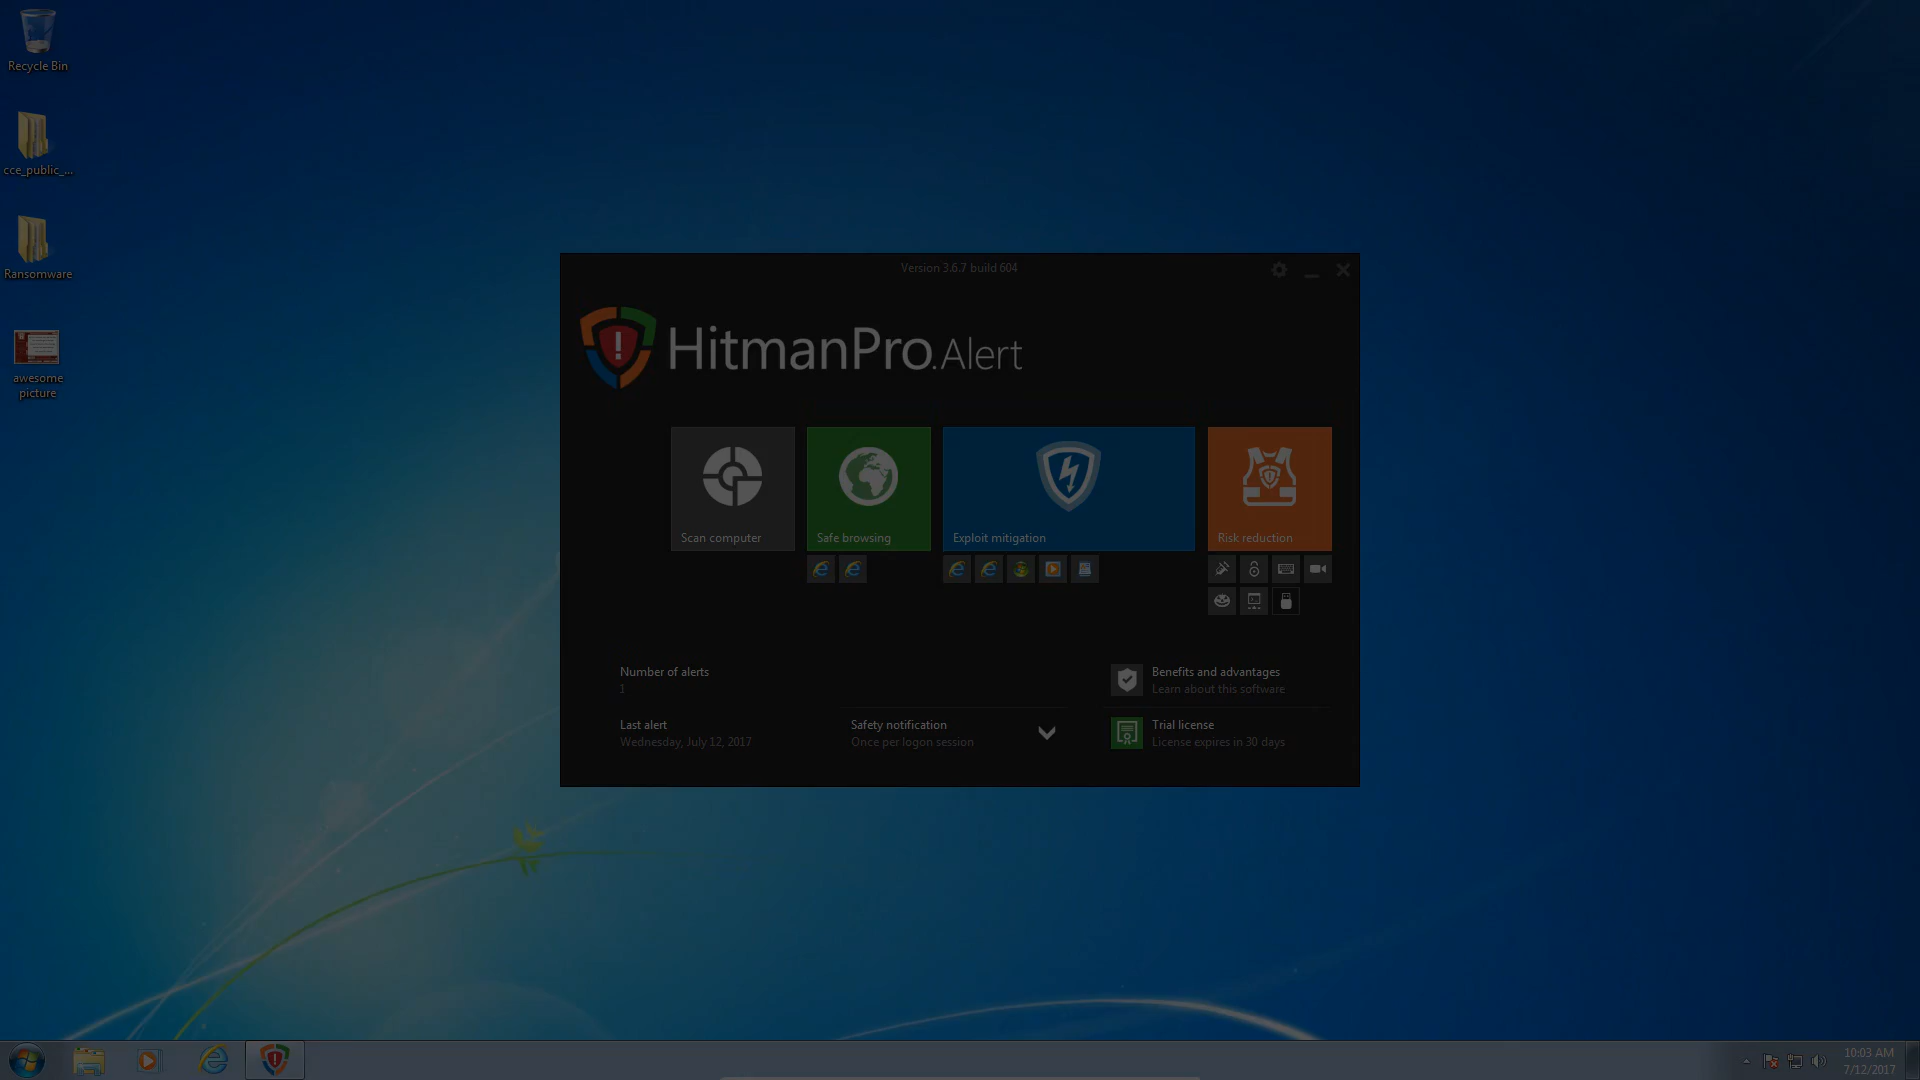 Recycle Bin
cce_public_...
Ransomware
awesome
picture
Version 3.6.7 build 604
HitmanPro.Alert
Scan computer
Safe browsing
Exploit mitigation
Risk reduction
Number of alerts
1
Last alert
Wednesday, July 12, 2017
Safety notification
Once per logon session
Benefits and advantages
Learn about this software
Trial license
License expires in 30 days
10:03 AM
7/12/2017